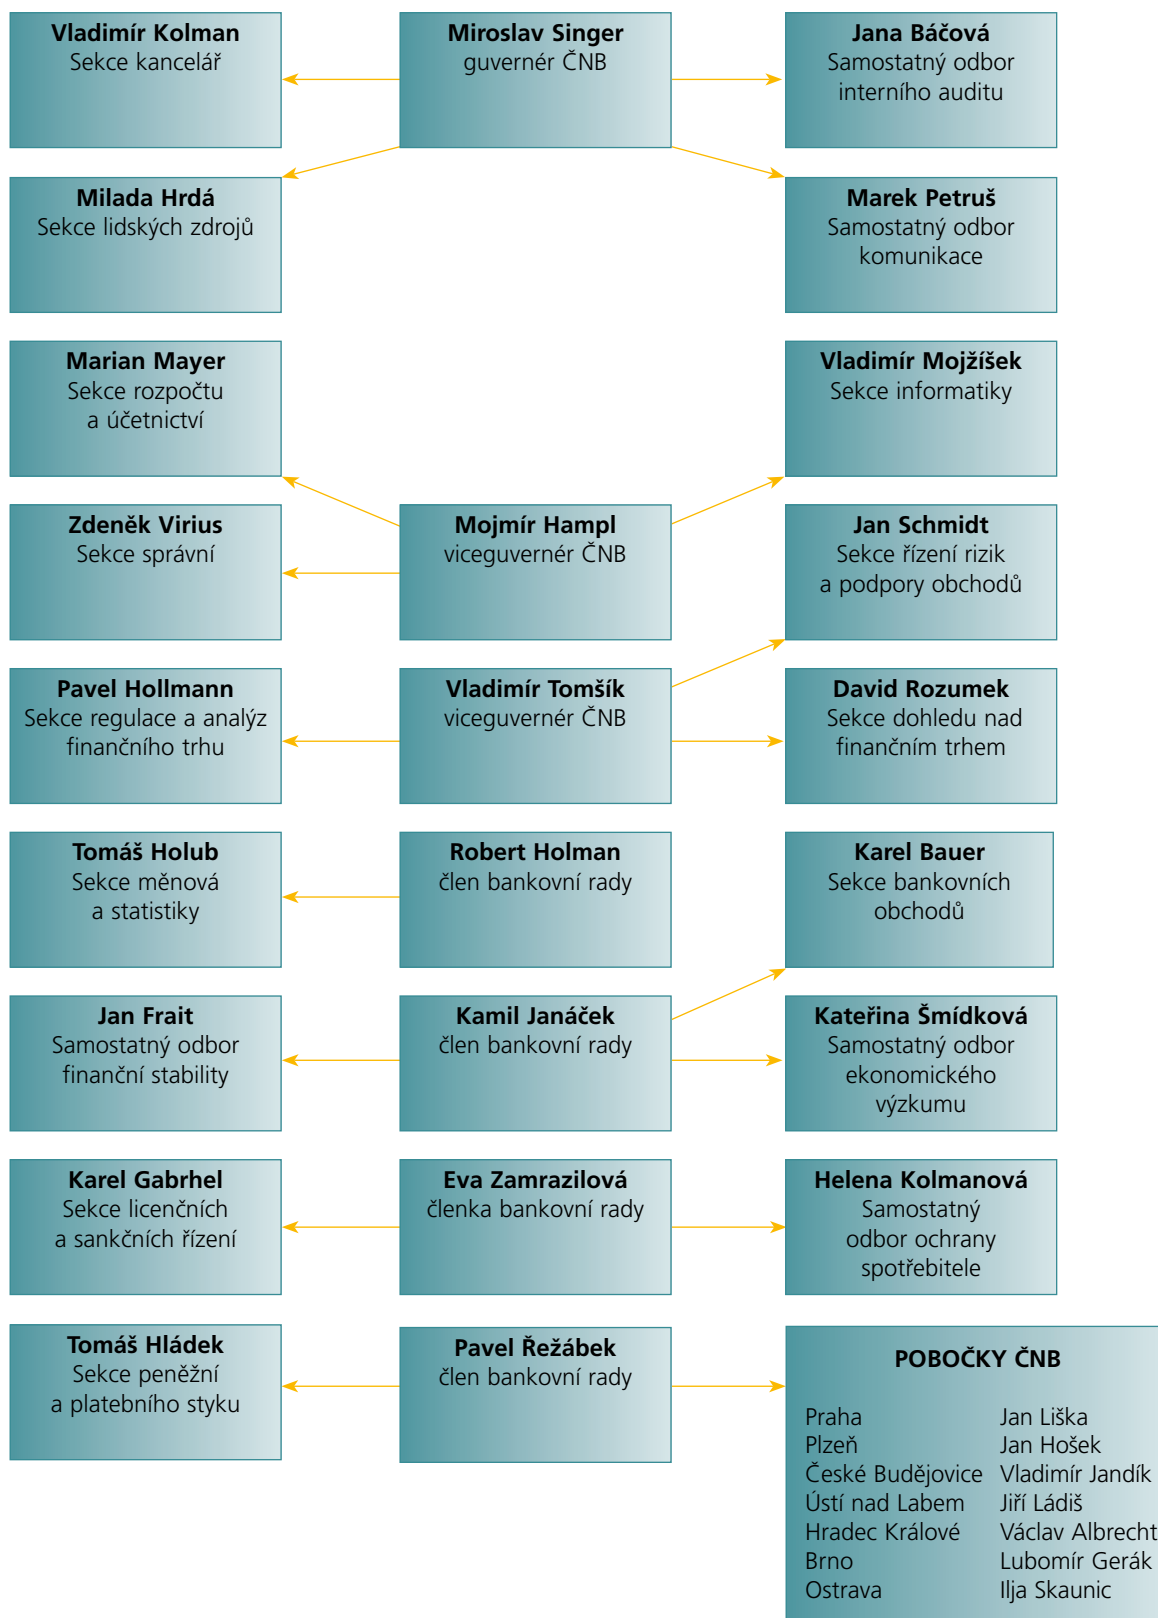 Vladimír Kolman
Sekce kancelář
Miroslav Singer
guvernér ČNB
Jana Báčová
Samostatný odbor
interního auditu
Milada Hrdá
Sekce lidských zdrojů
Marek Petruš
Samostatný odbor
komunikace
Marian Mayer
Sekce rozpočtu
a účetnictví
Vladimír Mojžíšek
Sekce informatiky
Zdeněk Virius
Sekce správní
Mojmír Hampl
viceguvernér ČNB
Jan Schmidt
Sekce řízení rizik
a podpory obchodů
Pavel Hollmann
Sekce regulace a analýz
finančního trhu
Vladimír Tomšík
viceguvernér ČNB
David Rozumek
Sekce dohledu nad
finančním trhem
Tomáš Holub
Sekce měnová
a statistiky
Robert Holman
člen bankovní rady
Karel Bauer
Sekce bankovních
obchodů
Jan Frait
Samostatný odbor
finanční stability
Kamil Janáček
člen bankovní rady
Kateřina Šmídková
Samostatný odbor
ekonomického
výzkumu
Karel Gabrhel
Sekce licenčních
a sankčních řízení
Eva Zamrazilová
členka bankovní rady
Helena Kolmanová
Samostatný
odbor ochrany
spotřebitele
Tomáš Hládek
Sekce peněžní
a platebního styku
Pavel Řežábek
člen bankovní rady
POBOČKY ČNB
Praha Jan Liška
Plzeň Jan Hošek
České Budějovice Vladimír Jandík
Ústí nad Labem Jiří Ládiš
Hradec Králové Václav Albrecht
Brno Lubomír Gerák
Ostrava Ilja Skaunic